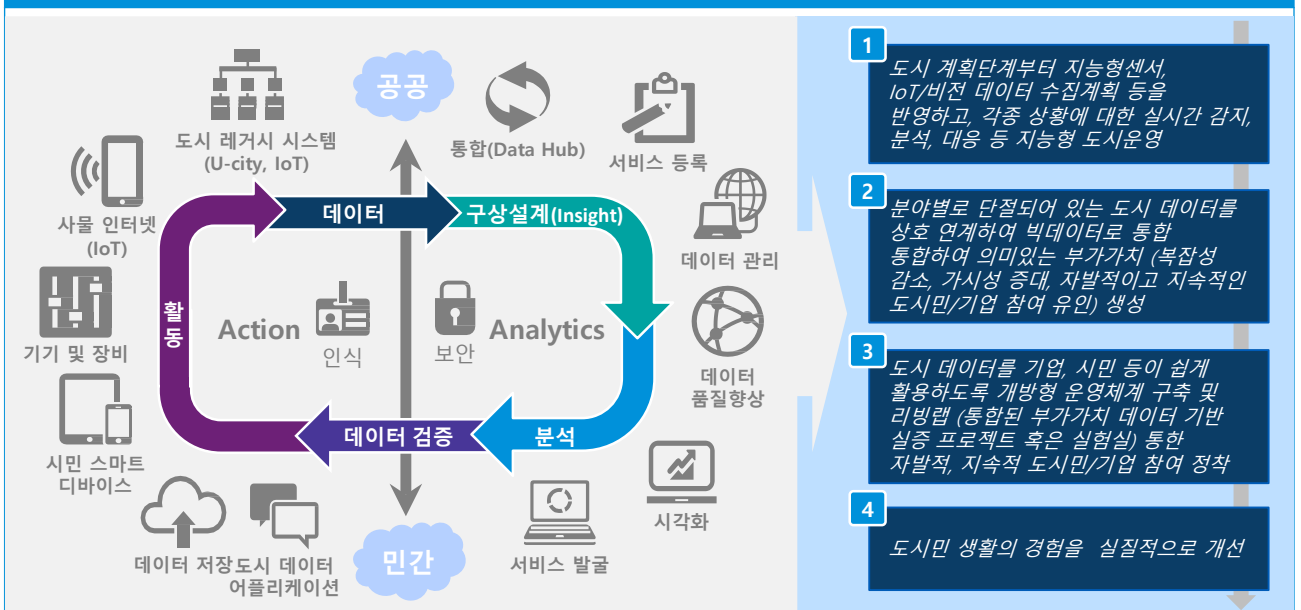 공공
도시 레거시 시스템
(U-city, IoT)
통합(Data Hub)
서비스 등록
사물 인터넷
(IoT)
데이터
구상설계(Insight)
데이터 관리
기기 및 장비
활동
Action
인식
보안
Analytics
데이터
품질향상
시민 스마트
디바이스
데이터 검증
분석
시각화
데이터 저장
도시 데이터
어플리케이션
민간
서비스 발굴
1
도시 계획단계부터 지능형센서,
IoT/비전 데이터 수집계획 등을
반영하고, 각종 상황에 대한 실시간 감지,
분석, 대응 등 지능형 도시운영
2
분야별로 단절되어 있는 도시 데이터를
상호 연계하여 빅데이터로 통합
통합하여 의미있는 부가가치 (복잡성
감소, 가시성 증대, 자발적이고 지속적인
도시민/기업 참여 유인) 생성
3
도시 데이터를 기업, 시민 등이 쉽게
활용하도록 개방형 운영체계 구축 및
리빙랩 (통합된 부가가치 데이터 기반
실증 프로젝트 혹은 실험실) 통한
자발적, 지속적 도시민/기업 참여 정착
4
도시민 생활의 경험을 실질적으로 개선